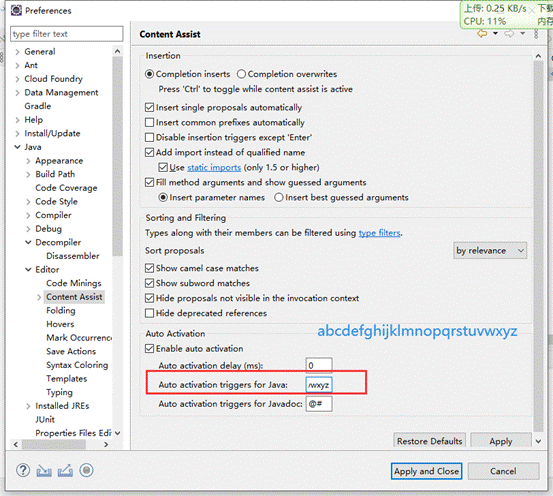 Preferences
type filter text
General
Ant
Cloud Foundry
Data Management
Gradle
Help
Install/Update
Java
Appearance
Build Path
Code Coverage
Code Style
Compiler
Debug
Decompiler
Disassembler
Editor
Code Minings
Content Assist
Folding
Hovers
Mark Occurrence
Save Actions
Syntax Coloring
Templates
Typing
Installed JREs
JUnit
Properties Files Edi
上传: 0.25 KB/s
下载
CPU: 11%
内存
Content Assist
Insertion
Completion inserts Completion overwrites
Press 'Ctrl' to toggle while content assist is active
Insert single proposals automatically
Insert common prefixes automatically
Disable insertion triggers except 'Enter'
Add import instead of qualified name
Use static imports (only 1.5 or higher)
Fill method arguments and show guessed arguments
Insert parameter names Insert best guessed arguments
Sorting and Filtering
Types along with their members can be filtered using type filters.
Sort proposals by relevance
Show camel case matches
Show subword matches
Hide proposals not visible in the invocation context
Hide deprecated references
abcdefghijklmnopqrstuvwxyz
Auto Activation
Enable auto activation
Auto activation delay (ms): 0
Auto activation triggers for Java: vwxyz
Auto activation triggers for Javadoc: @#
Restore Defaults Apply
Apply and Close Cancel